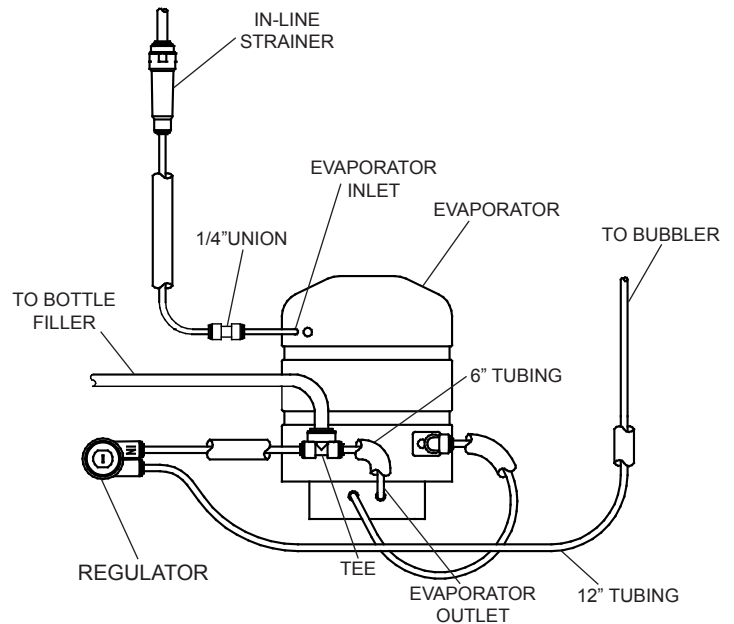 IN-LINE
STRAINER
EVAPORATOR
INLET
EVAPORATOR
TO BUBBLER
1/4”UNION
TO BOTTLE
FILLER
6” TUBING
IN
REGULATOR
TEE
EVAPORATOR
OUTLET
12” TUBING